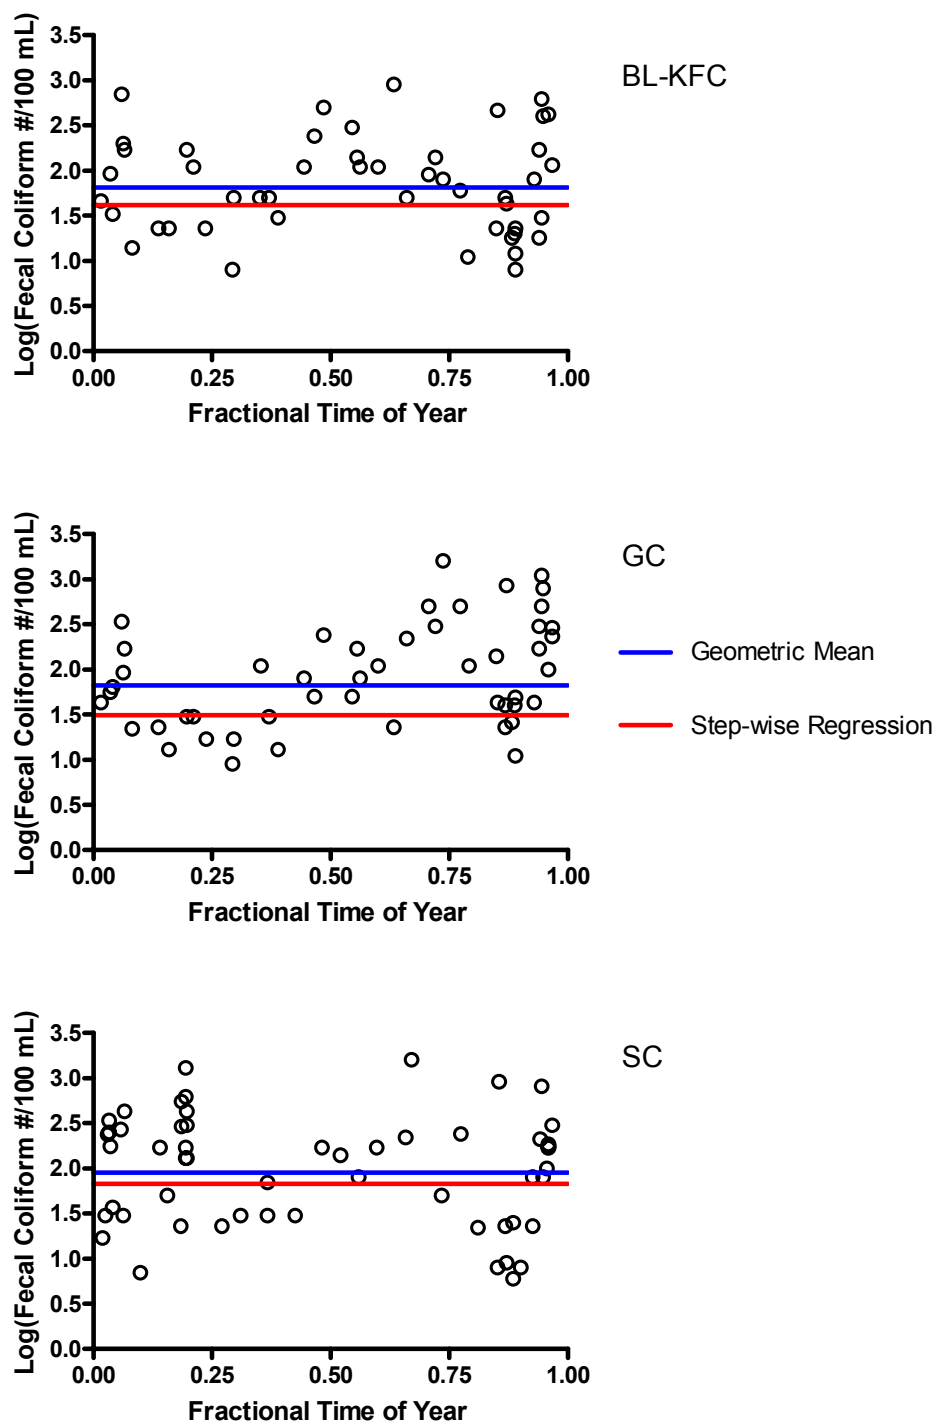 BL-KFC
Log(Fecal Coliform #/100 mL)
3.5
3.0
2.5
2.0
1.5
1.0
0.5
0.0
0.00 0.25 0.50 0.75 1.00
Fractional Time of Year
GC
Log(Fecal Coliform #/100 mL)
3.5
3.0
2.5
2.0
1.5
1.0
0.5
0.0
0.00 0.25 0.50 0.75 1.00
Fractional Time of Year
Geometric Mean
Step-wise Regression
SC
Log(Fecal Coliform #/100 mL)
3.5
3.0
2.5
2.0
1.5
1.0
0.5
0.0
0.00 0.25 0.50 0.75 1.00
Fractional Time of Year